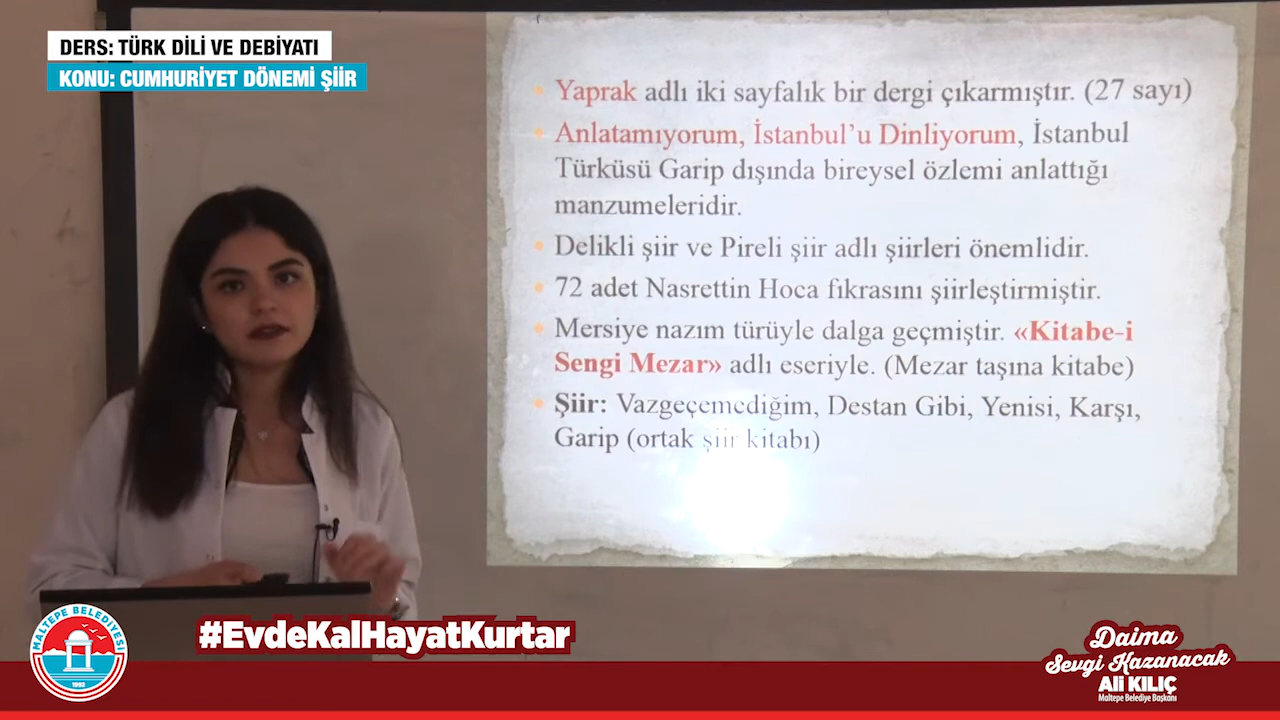 DERS: TÜRK DİLİ VE DEBİYATI
KONU: CUMHURİYET DÖNEMİ ŞİİR
Yaprak adlı iki sayfalık bir dergi çıkarmıştır. (27 sayı)
Anlatamıyorum, İstanbul'u Dinliyorum, İstanbul
Türküsü Garip dışında bireysel özlemi anlattığı
manzumeleridir.
Delikli şiir ve Pireli şiir adlı şiirleri önemlidir.
72 adet Nasrettin Hoca fıkrasını şiirleştirmiştir.
Mersiye nazım türüyle dalga geçmiştir. «Kitabe-i
Sengi Mezar» adlı eseriyle. (Mezar taşına kitabe)
Şiir: Vazgeçemediğim, Destan Gibi, Yenisi, Karşı,
Garip (ortak şiir kitabı)
MALTEPE BELEDİYESİ
1992
#EvdeKalHayatKurtar
Daima
Sevgi Kazanacak
Ali KILIÇ
Maltepe Belediye Başkanı